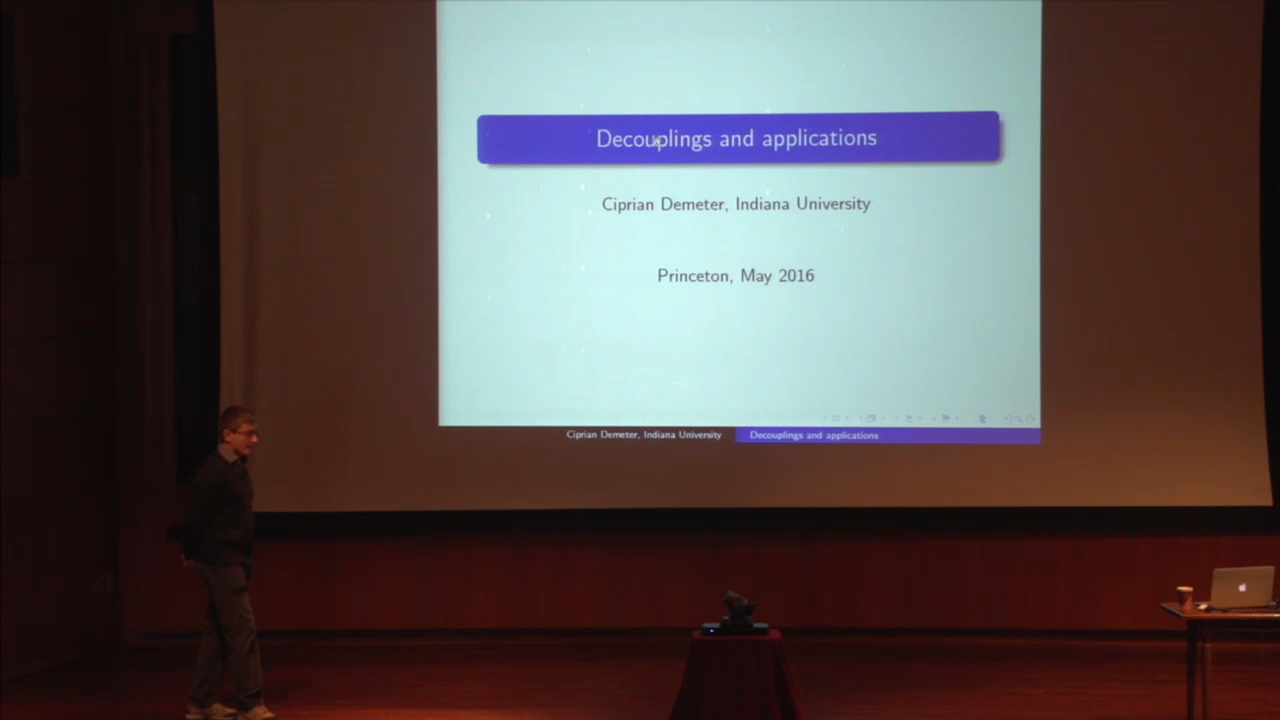 Decouplings and applications
Ciprian Demeter, Indiana University
Princeton, May 2016
Ciprian Demeter, Indiana University Decouplings and applications